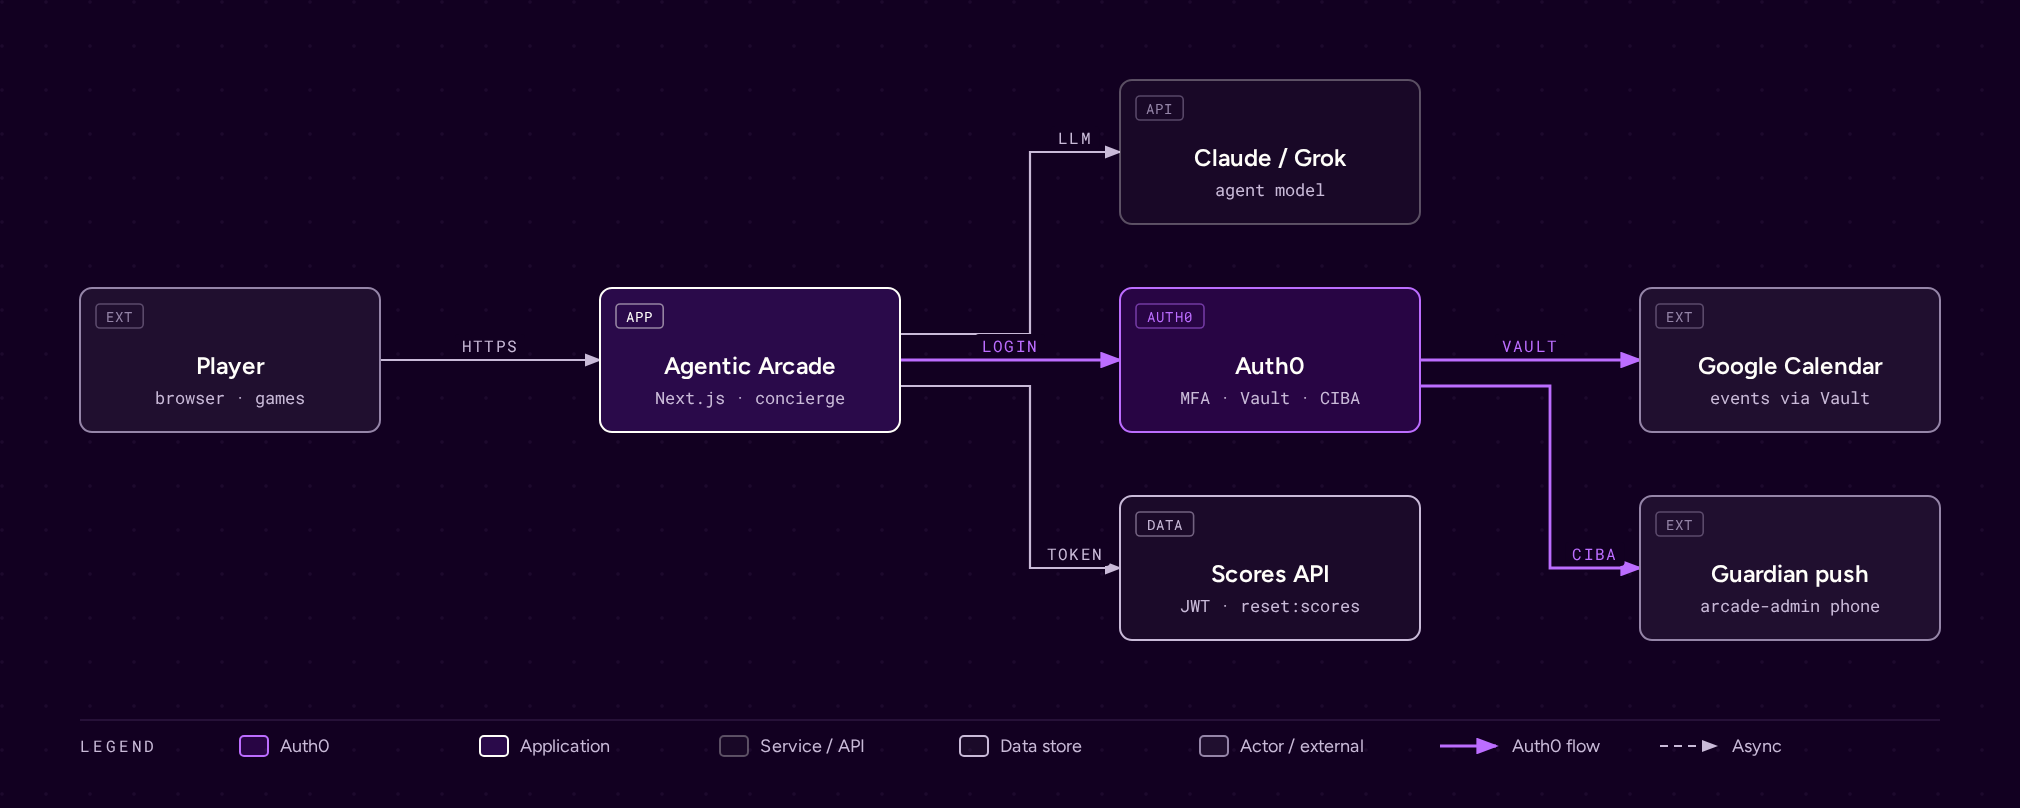 API
Claude / Grok
agent model
LLM
EXT
Player
browser · games
HTTPS
APP
Agentic Arcade
Next.js · concierge
LOGIN
AUTH0
Auth0
MFA · Vault · CIBA
VAULT
EXT
Google Calendar
events via Vault
TOKEN
DATA
Scores API
JWT · reset:scores
CIBA
EXT
Guardian push
arcade-admin phone
LEGEND
Auth0
Application
Service / API
Data store
Actor / external
Auth0 flow
Async